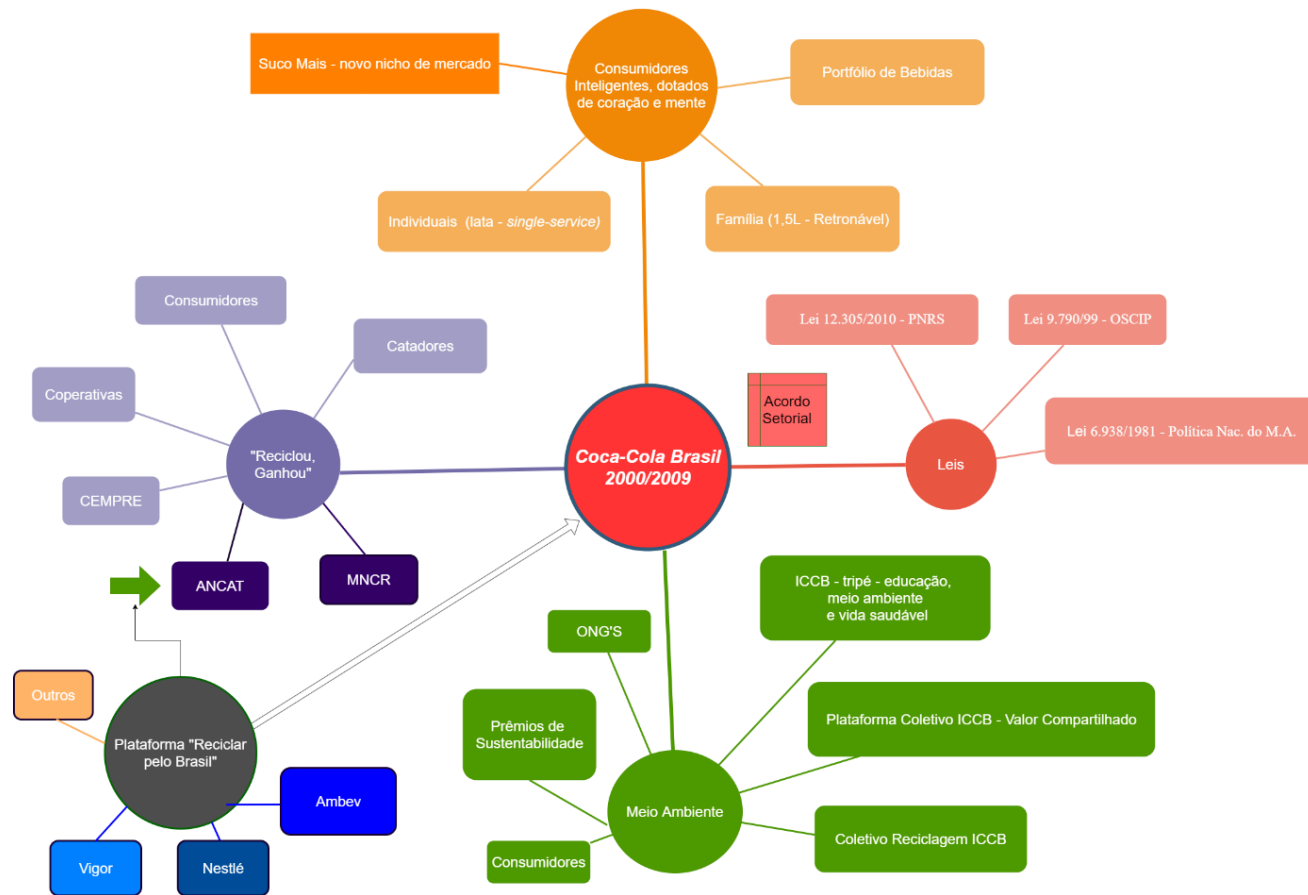 Suco Mais - novo nicho de mercado
Consumidores
Inteligentes, dotados
de coração e mente
Portfólio de Bebidas
Individuais (lata - single-service)
Família (1,5L - Retronável)
Consumidores
Catadores
Coperativas
"Reciclou,
Ganhou"
CEMPRE
ANCAT
MNCR
Coca-Cola Brasil
2000/2009
Acordo
Setorial
Lei 12.305/2010 - PNRS
Lei 9.790/99 - OSCIP
Lei 6.938/1981 - Política Nac. do M.A.
Leis
Outros
Plataforma "Reciclar
pelo Brasil"
Ambev
Vigor
Nestlé
ONG'S
ICCB - tripé - educação,
meio ambiente
e vida saudável
Prêmios de
Sustentabilidade
Plataforma Coletivo ICCB - Valor Compartilhado
Meio Ambiente
Coletivo Reciclagem ICCB
Consumidores